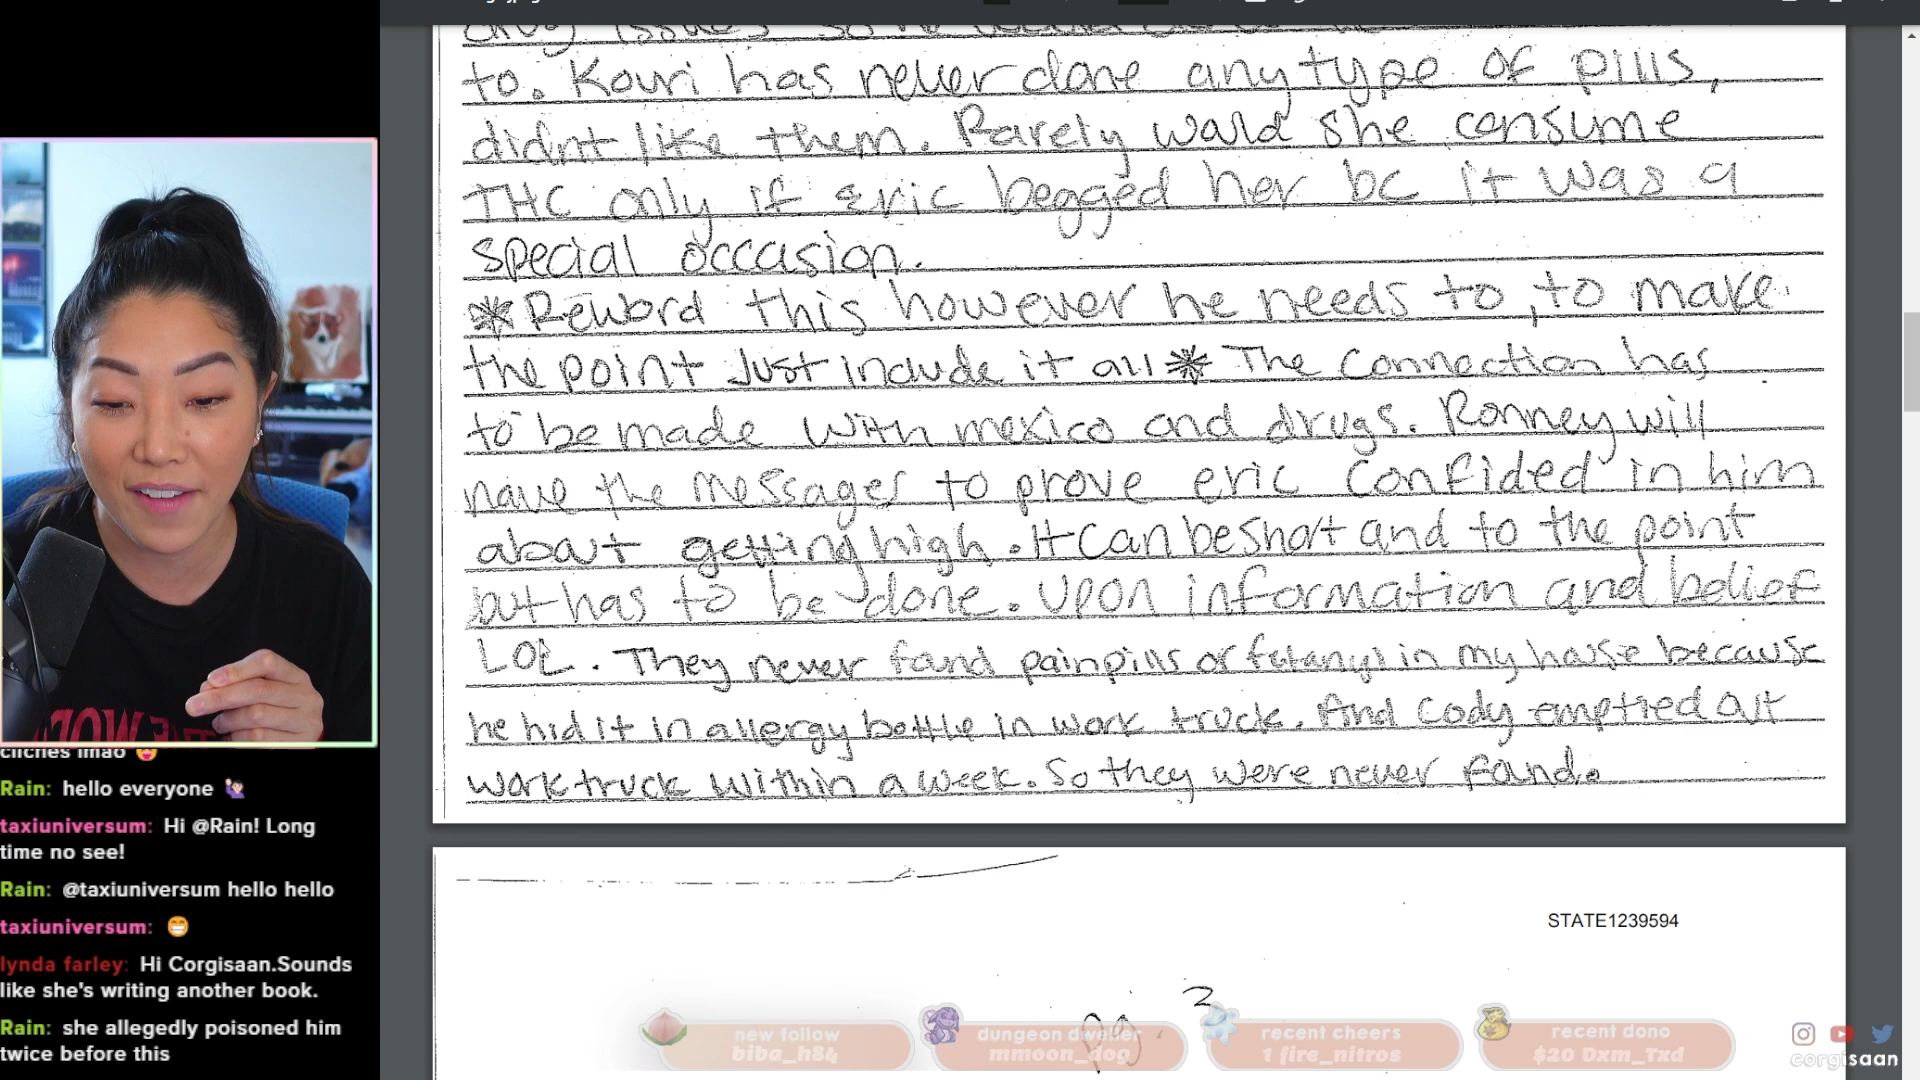 to. Kouri has never done any type of pills,
didnt like them. Rarely would she consume
THC only if eric begged her bc it was a
special occasion.
*Reword this however he needs to, to make
the point Just include it all * The connection has
to be made with mexico and drugs. Ronney will
have the messages to prove eric confided in him
about getting high. It can be short and to the point
but has to be done. Upon information and belief
LOL. They never found painpills or in my house because
he hid it in allergy bottle in work truck. And Cody emptied out
work truck within a week. So they were never found.
STATE1239594
pg. 2
cliches lmao 😍
Rain: hello everyone 🙋🏻‍♀️
taxiuniversum: Hi @Rain! Long
time no see!
Rain: @taxiuniversum hello hello
taxiuniversum: 😁
lynda farley: Hi Corgisaan.Sounds
like she's writing another book.
Rain: she allegedly poisoned him
twice before this
new follow
biba_h84
dungeon dweller
mmoon_dog
recent cheers
1 fire_nitros
recent dono
$20 Dxm_Txd
corgisaan